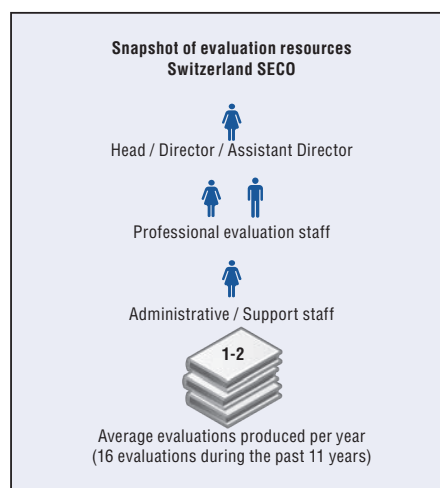 Snapshot of evaluation resources
Switzerland SECO
Head / Director / Assistant Director
Professional evaluation staff
Administrative / Support staff
1-2
Average evaluations produced per year
(16 evaluations during the past 11 years)